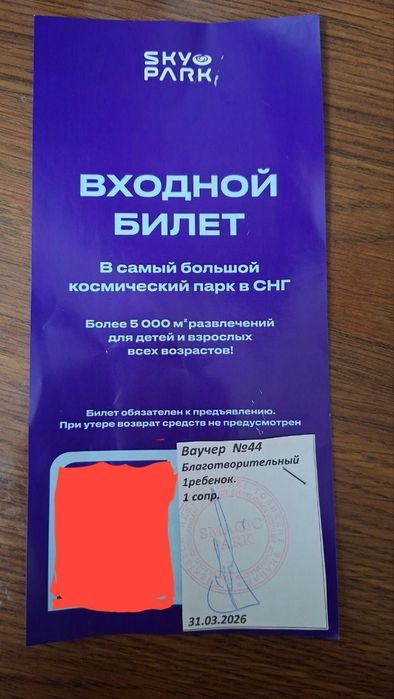 SKY
PARK
ВХОДНОЙ
БИЛЕТ
В самый большой
космический парк в СНГ
Более 5 000 м² развлечений
для детей и взрослых
всех возрастов!
Билет обязателен к предъявлению.
При утере возврат средств не предусмотрен
Ваучер №44
Благотворительный
1ребенок.
1 сопр.
PARK
31.03.2026